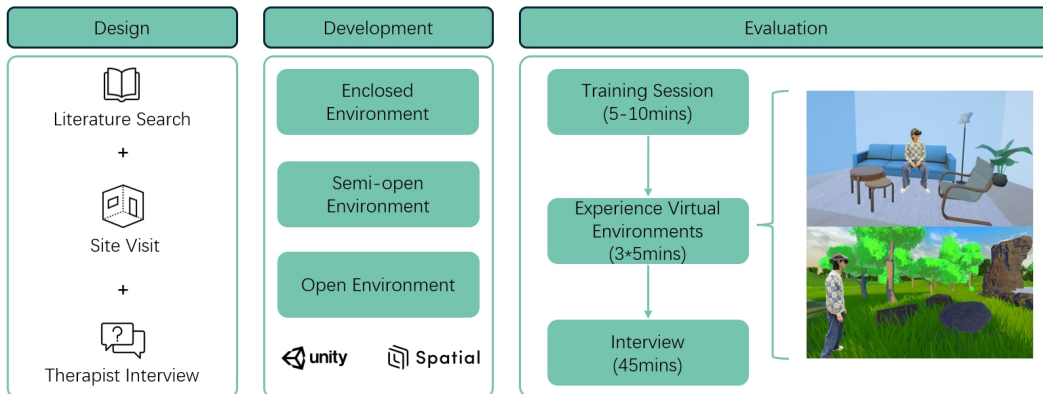 Design
Literature Search
+
Site Visit
+
?
Therapist Interview
Development
Enclosed
Environment
Semi-open
Environment
Open Environment
unity
Spatial
Evaluation
Training Session
(5-10mins)
Experience Virtual
Environments
(3*5mins)
Interview
(45mins)